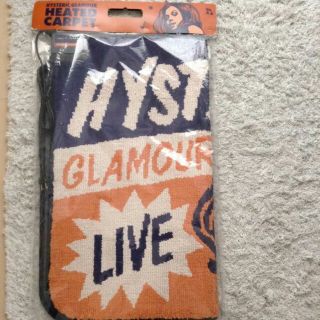 HYSTERIC GLAMOUR
HEATED
CARPET
HYST
GLAMOUR
LIVE